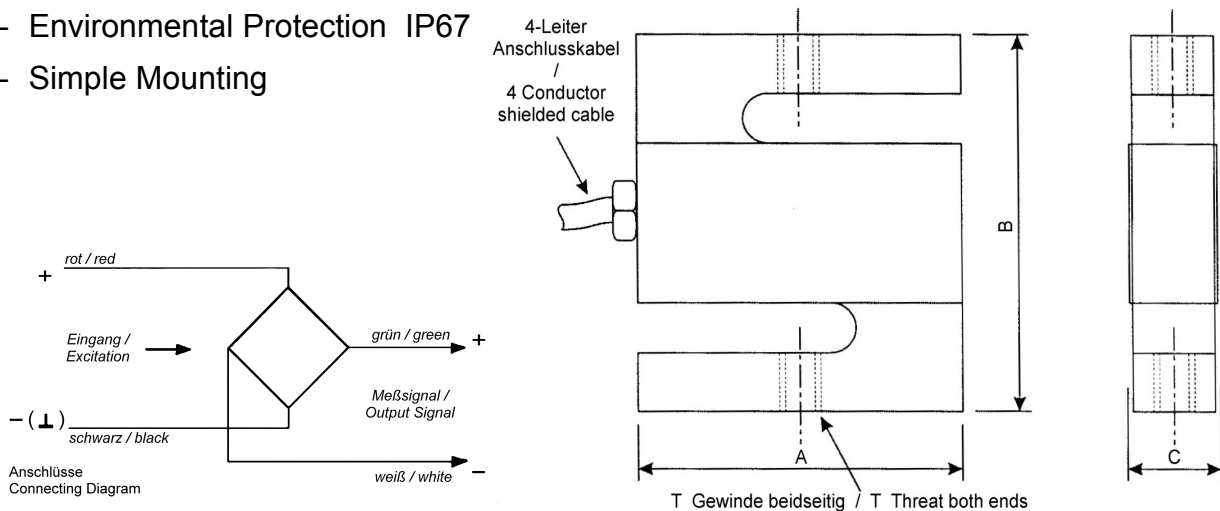 - Environmental Protection IP67
- Simple Mounting
4-Leiter
Anschlusskabel
/
4 Conductor
shielded cable
rot / red
+
Eingang /
Excitation
grün / green
+
Meßsignal /
Output Signal
- (⊥)
schwarz / black
weiß / white
-
Anschlüsse
Connecting Diagram
A
B
C
T Gewinde beidseitig / T Threat both ends